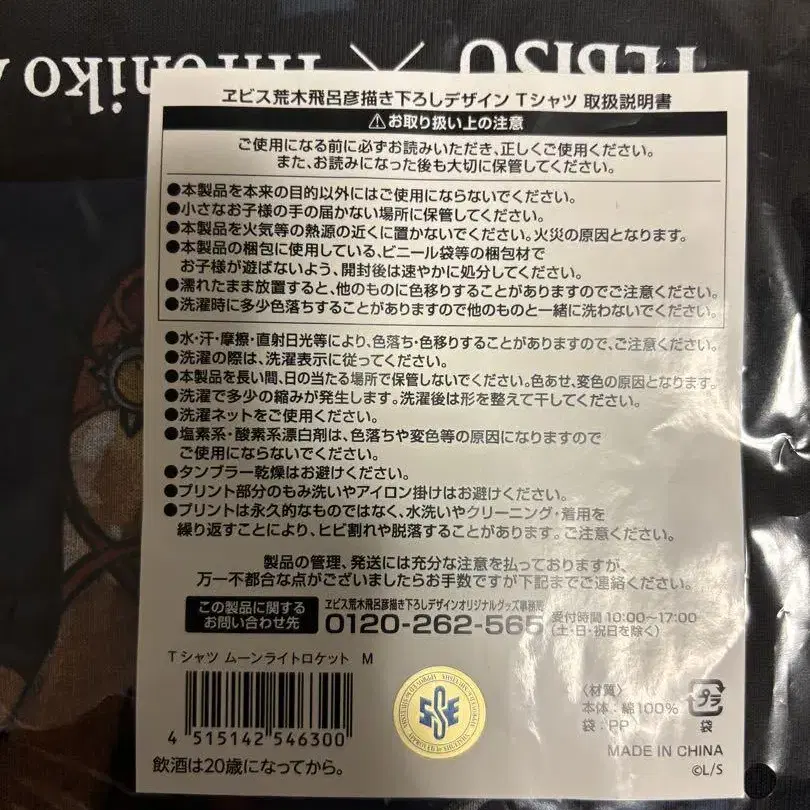 YEBISU × Hirohiko A
ヱビス荒木飛呂彦描き下ろしデザイン Tシャツ 取扱説明書
⚠お取り扱い上の注意
ご使用になる前に必ずお読みいただき、正しくご使用ください。
また、お読みになった後も大切に保管してください。
●本製品を本来の目的以外にはご使用にならないでください。
●小さなお子様の手の届かない場所に保管してください。
●本製品を火気等の熱源の近くに置かないでください。火災の原因となります。
●本製品の梱包に使用している、ビニール袋等の梱包材で
お子様が遊ばないよう、開封後は速やかに処分してください。
●濡れたまま放置すると、他のものに色移りすることがありますのでご注意ください。
●洗濯時に多少色落ちすることがありますので他のものと一緒に洗わないでください。
●水・汗・摩擦・直射日光等により、色落ち・色移りすることがありますので、ご注意ください。
●洗濯の際は、洗濯表示に従ってください。
●本製品を長い間、日の当たる場所で保管しないでください。色あせ、変色の原因となります。
●洗濯で多少の縮みが発生します。洗濯後は形を整えて干してください。
●洗濯ネットをご使用ください。
●塩素系・酸素系漂白剤は、色落ちや変色等の原因になりますので
ご使用にならないでください。
●タンブラー乾燥はお避けください。
●プリント部分のもみ洗いやアイロン掛けはお避けください。
●プリントは永久的なものではなく、水洗いやクリーニング・着用を
繰り返すことにより、ヒビ割れや脱落することがあります。ご注意ください。
製品の管理、発送には充分な注意を払っておりますが、
万一不都合な点がございましたらお手数ですが下記までご連絡ください。
この製品に関する
お問い合わせ先
ヱビス荒木飛呂彦描き下ろしデザインオリジナルグッズ事務局
0120-262-565
受付時間 10:00〜17:00
(土・日・祝日を除く)
Tシャツ ムーンライトロケット M
4 515142 546300
飲酒は20歳になってから。
〈材質〉
本体：綿100%
袋：PP
プラ
袋
MADE IN CHINA
©L/S